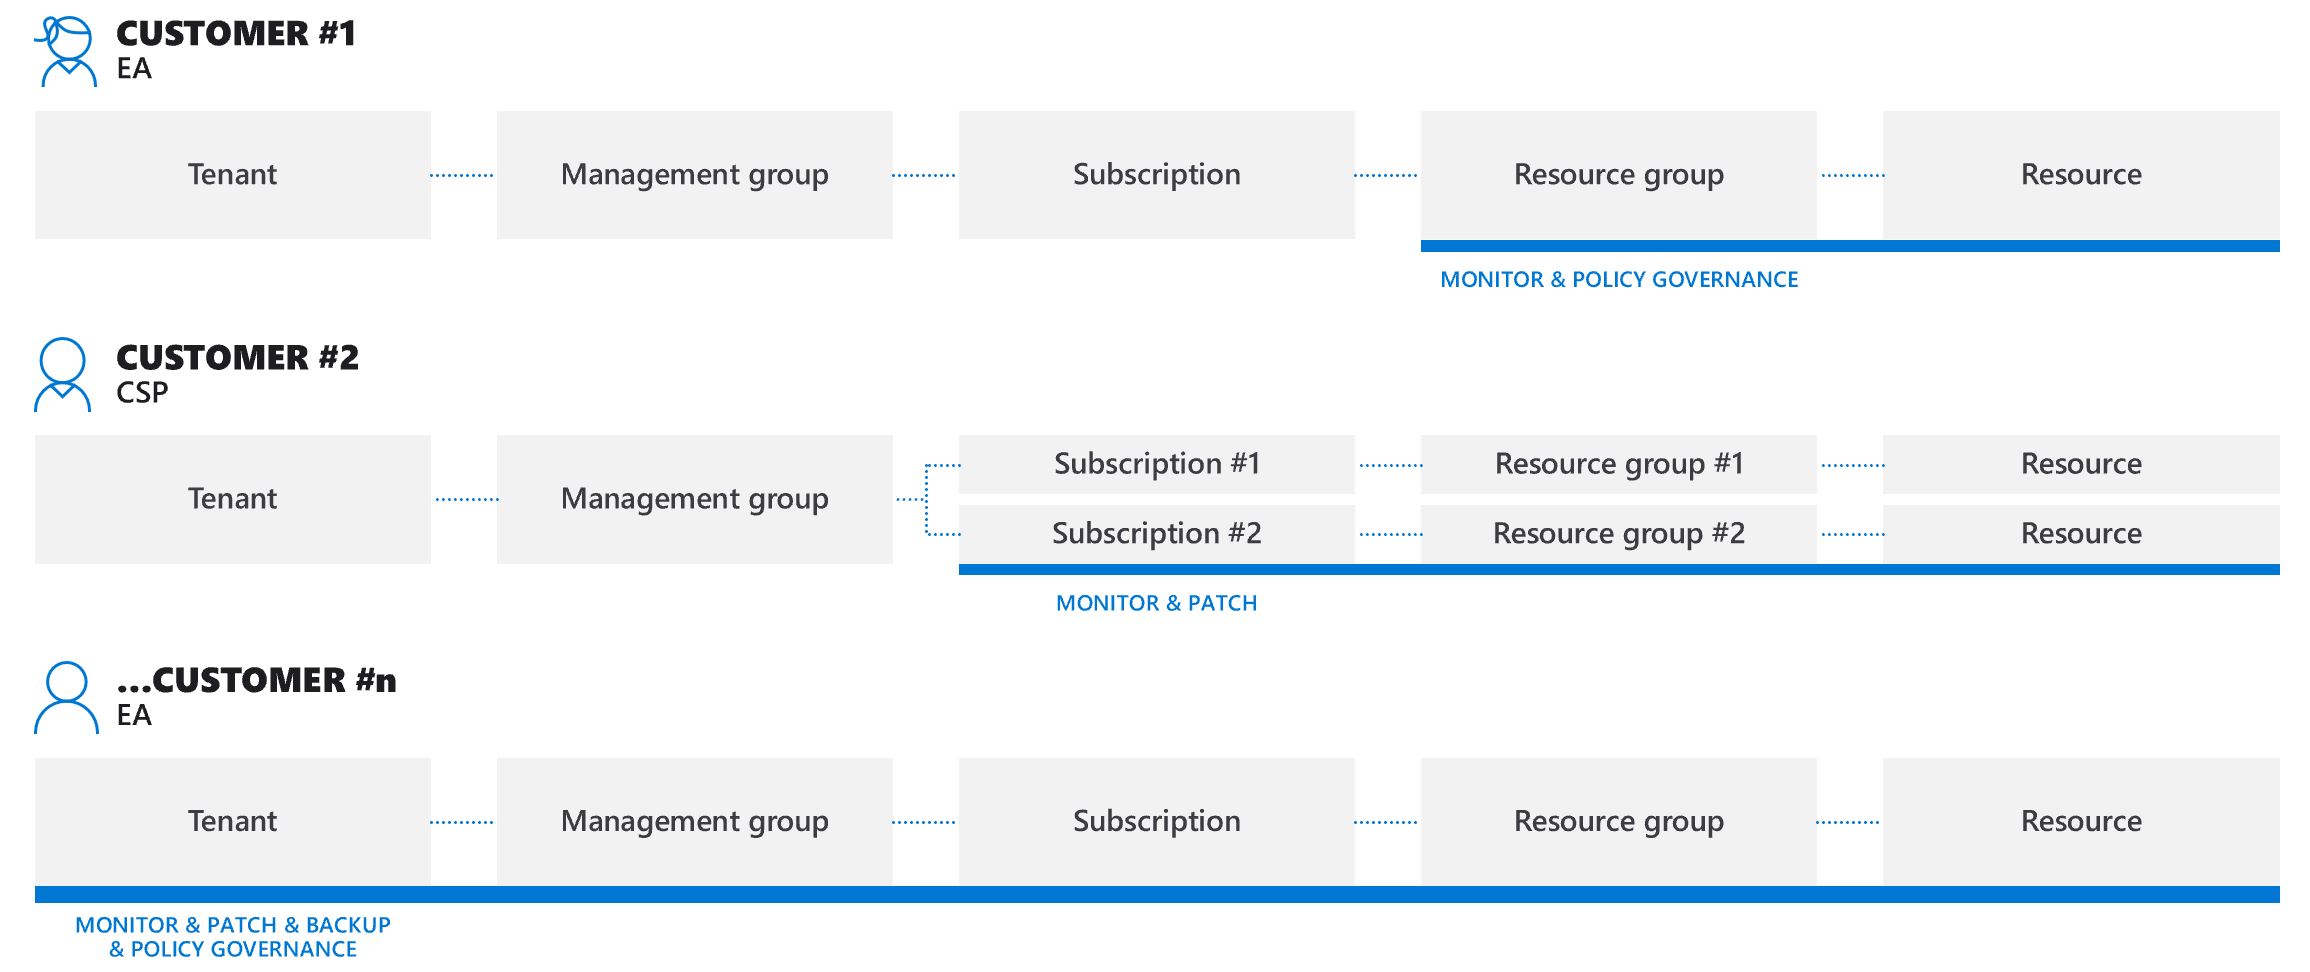 CUSTOMER #1
EA
Tenant
Management group
Subscription
Resource group
Resource
MONITOR & POLICY GOVERNANCE
CUSTOMER #2
CSP
Tenant
Management group
Subscription #1
Resource group #1
Resource
Subscription #2
Resource group #2
Resource
MONITOR & PATCH
...CUSTOMER #n
EA
Tenant
Management group
Subscription
Resource group
Resource
MONITOR & PATCH & BACKUP
& POLICY GOVERNANCE